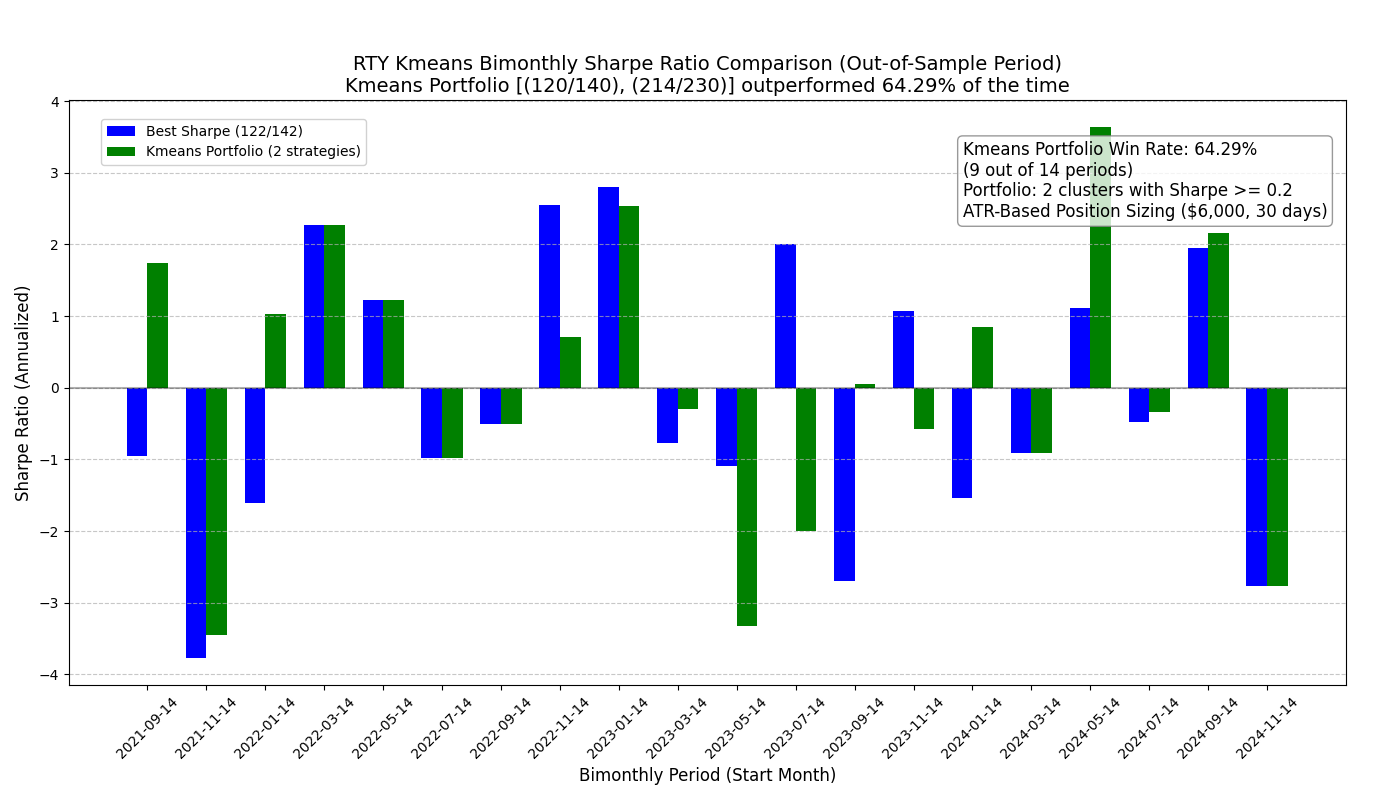 RTY Kmeans Bimonthly Sharpe Ratio Comparison (Out-of-Sample Period)
Kmeans Portfolio [(120/140), (214/230)] outperformed 64.29% of the time
Best Sharpe (122/142)
Kmeans Portfolio (2 strategies)
Kmeans Portfolio Win Rate: 64.29%
(9 out of 14 periods)
Portfolio: 2 clusters with Sharpe >= 0.2
ATR-Based Position Sizing ($6,000, 30 days)
Sharpe Ratio (Annualized)
4
3
2
1
0
−1
−2
−3
−4
2021-09-14
2021-11-14
2022-01-14
2022-03-14
2022-05-14
2022-07-14
2022-09-14
2022-11-14
2023-01-14
2023-03-14
2023-05-14
2023-07-14
2023-09-14
2023-11-14
2024-01-14
2024-03-14
2024-05-14
2024-07-14
2024-09-14
2024-11-14
Bimonthly Period (Start Month)